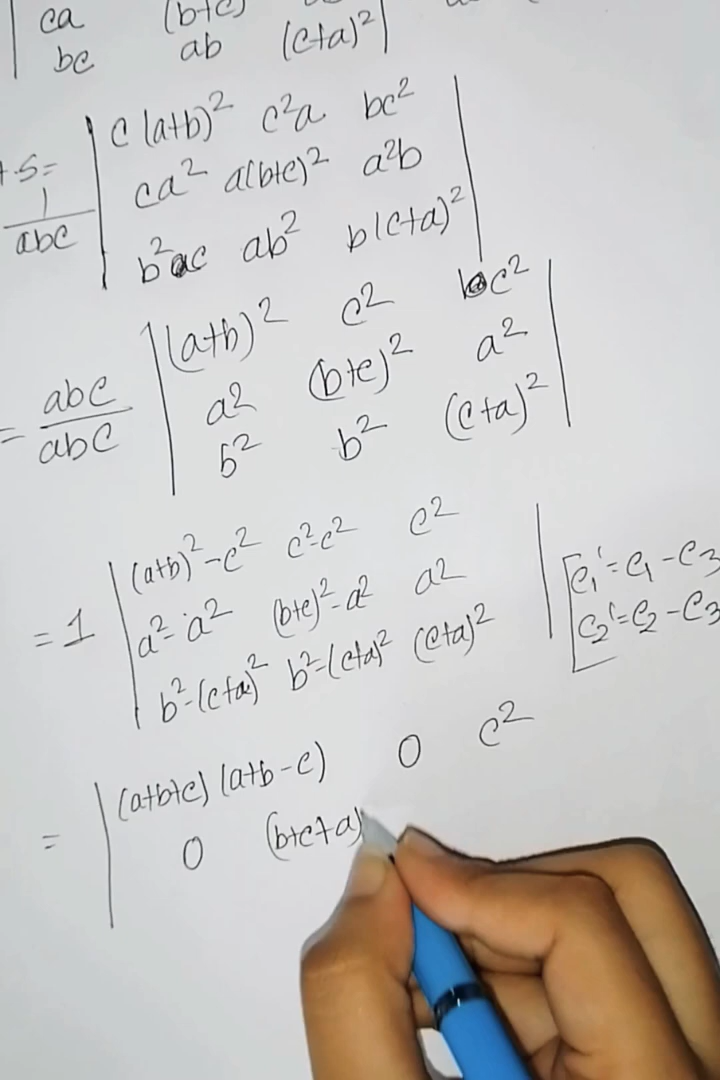 ca (b+c)
bc ab (c+a)²
c(a+b)² c²a bc²
ca² a(b+c)² a²b
1/abc
b²c ab² b(c+a)²
(a+b)² c² c²
= abc/abc a² (b+c)² a²
b² b² (c+a)²
(a+b)²-c² c²-c² c²
= 1 a²-a² (b+c)²-a² a² [c₁'=c₁-c₃
b²-(c+a)² b²-(c+a)² (c+a)² c₂'=c₂-c₃
(a+b+c)(a+b-c) 0 c²
= 0 (b+c+a)